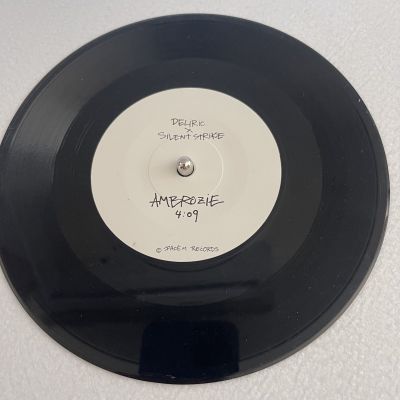 DELIRIC
X
SILENT STRIKE
AMBROZIE
4:09
© SPACE M RECORDS